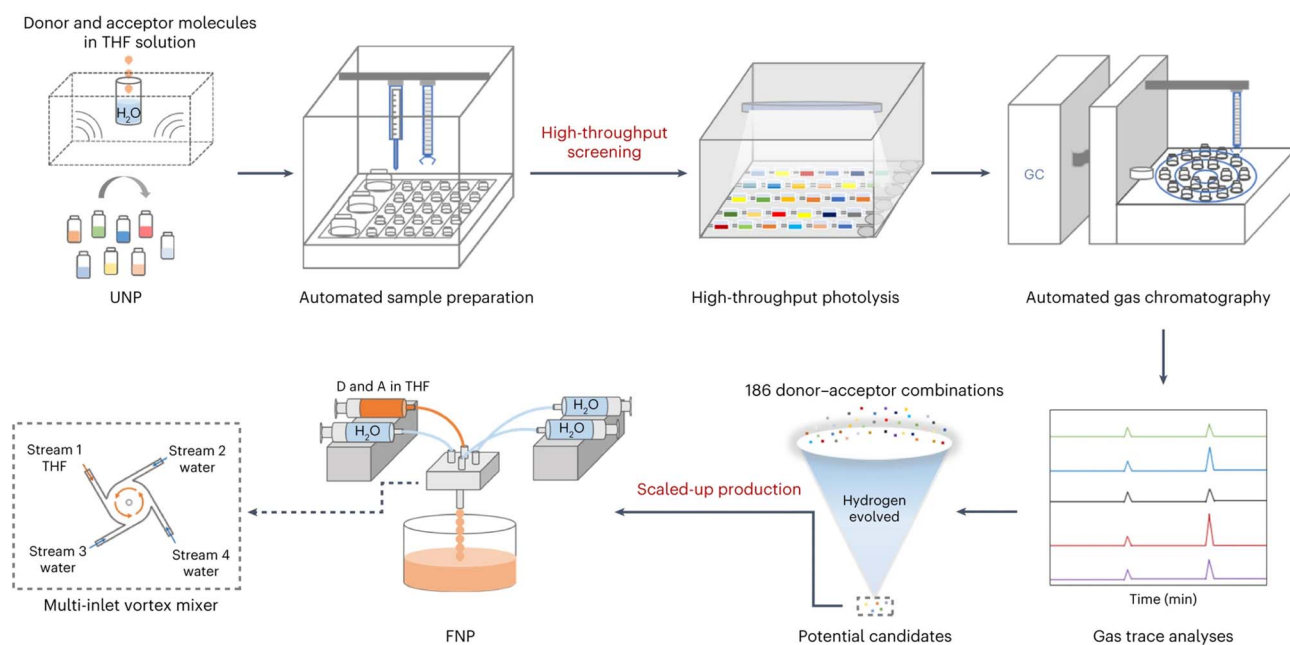 Donor and acceptor molecules
in THF solution
H₂O
UNP
Automated sample preparation
High-throughput
screening
High-throughput photolysis
GC
Automated gas chromatography
Stream 1
THF
Stream 2
water
Stream 3
water
Stream 4
water
Multi-inlet vortex mixer
D and A in THF
H₂O
H₂O
H₂O
FNP
Scaled-up production
186 donor–acceptor combinations
Hydrogen
evolved
Potential candidates
Time (min)
Gas trace analyses